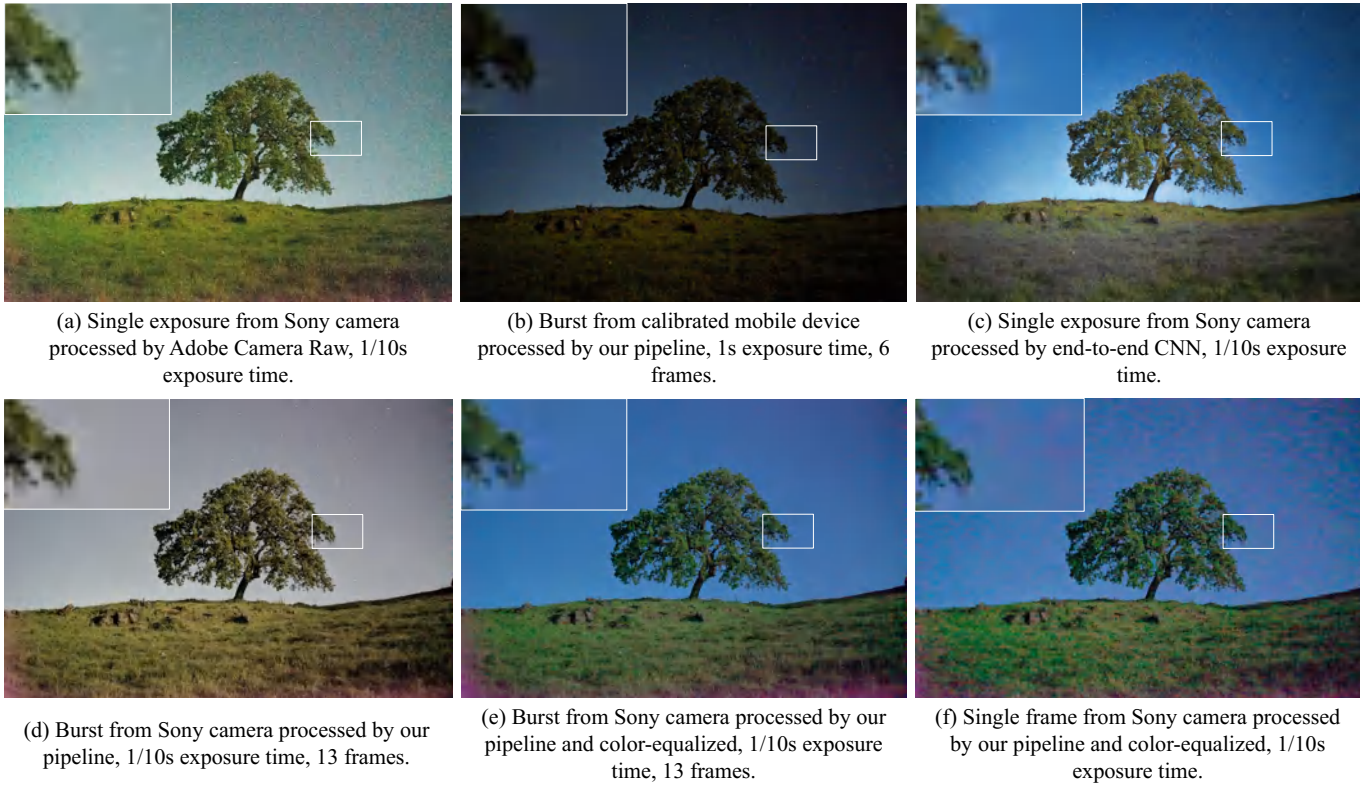 (a) Single exposure from Sony camera
processed by Adobe Camera Raw, 1/10s
exposure time.
(b) Burst from calibrated mobile device
processed by our pipeline, 1s exposure time, 6
frames.
(c) Single exposure from Sony camera
processed by end-to-end CNN, 1/10s exposure
time.
(d) Burst from Sony camera processed by our
pipeline, 1/10s exposure time, 13 frames.
(e) Burst from Sony camera processed by our
pipeline and color-equalized, 1/10s exposure
time, 13 frames.
(f) Single frame from Sony camera processed
by our pipeline and color-equalized, 1/10s
exposure time.